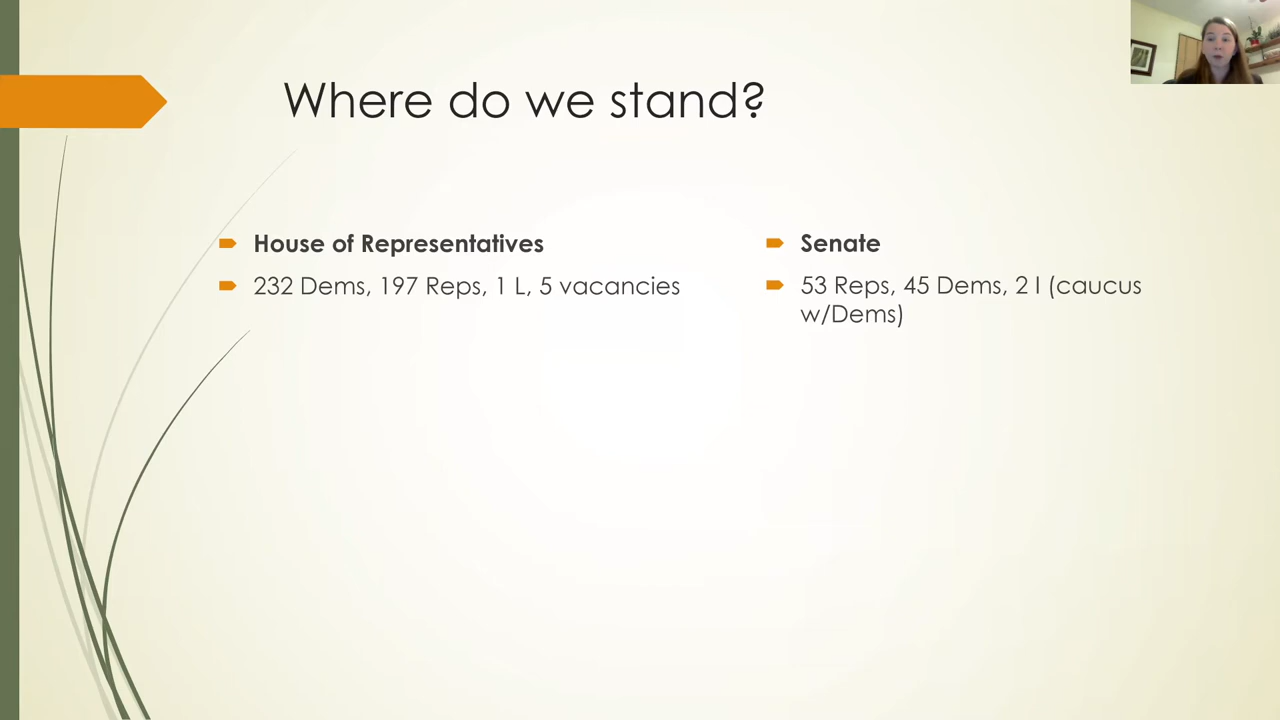 Where do we stand?
House of Representatives
232 Dems, 197 Reps, 1 L, 5 vacancies
Senate
53 Reps, 45 Dems, 2 I (caucus
w/Dems)